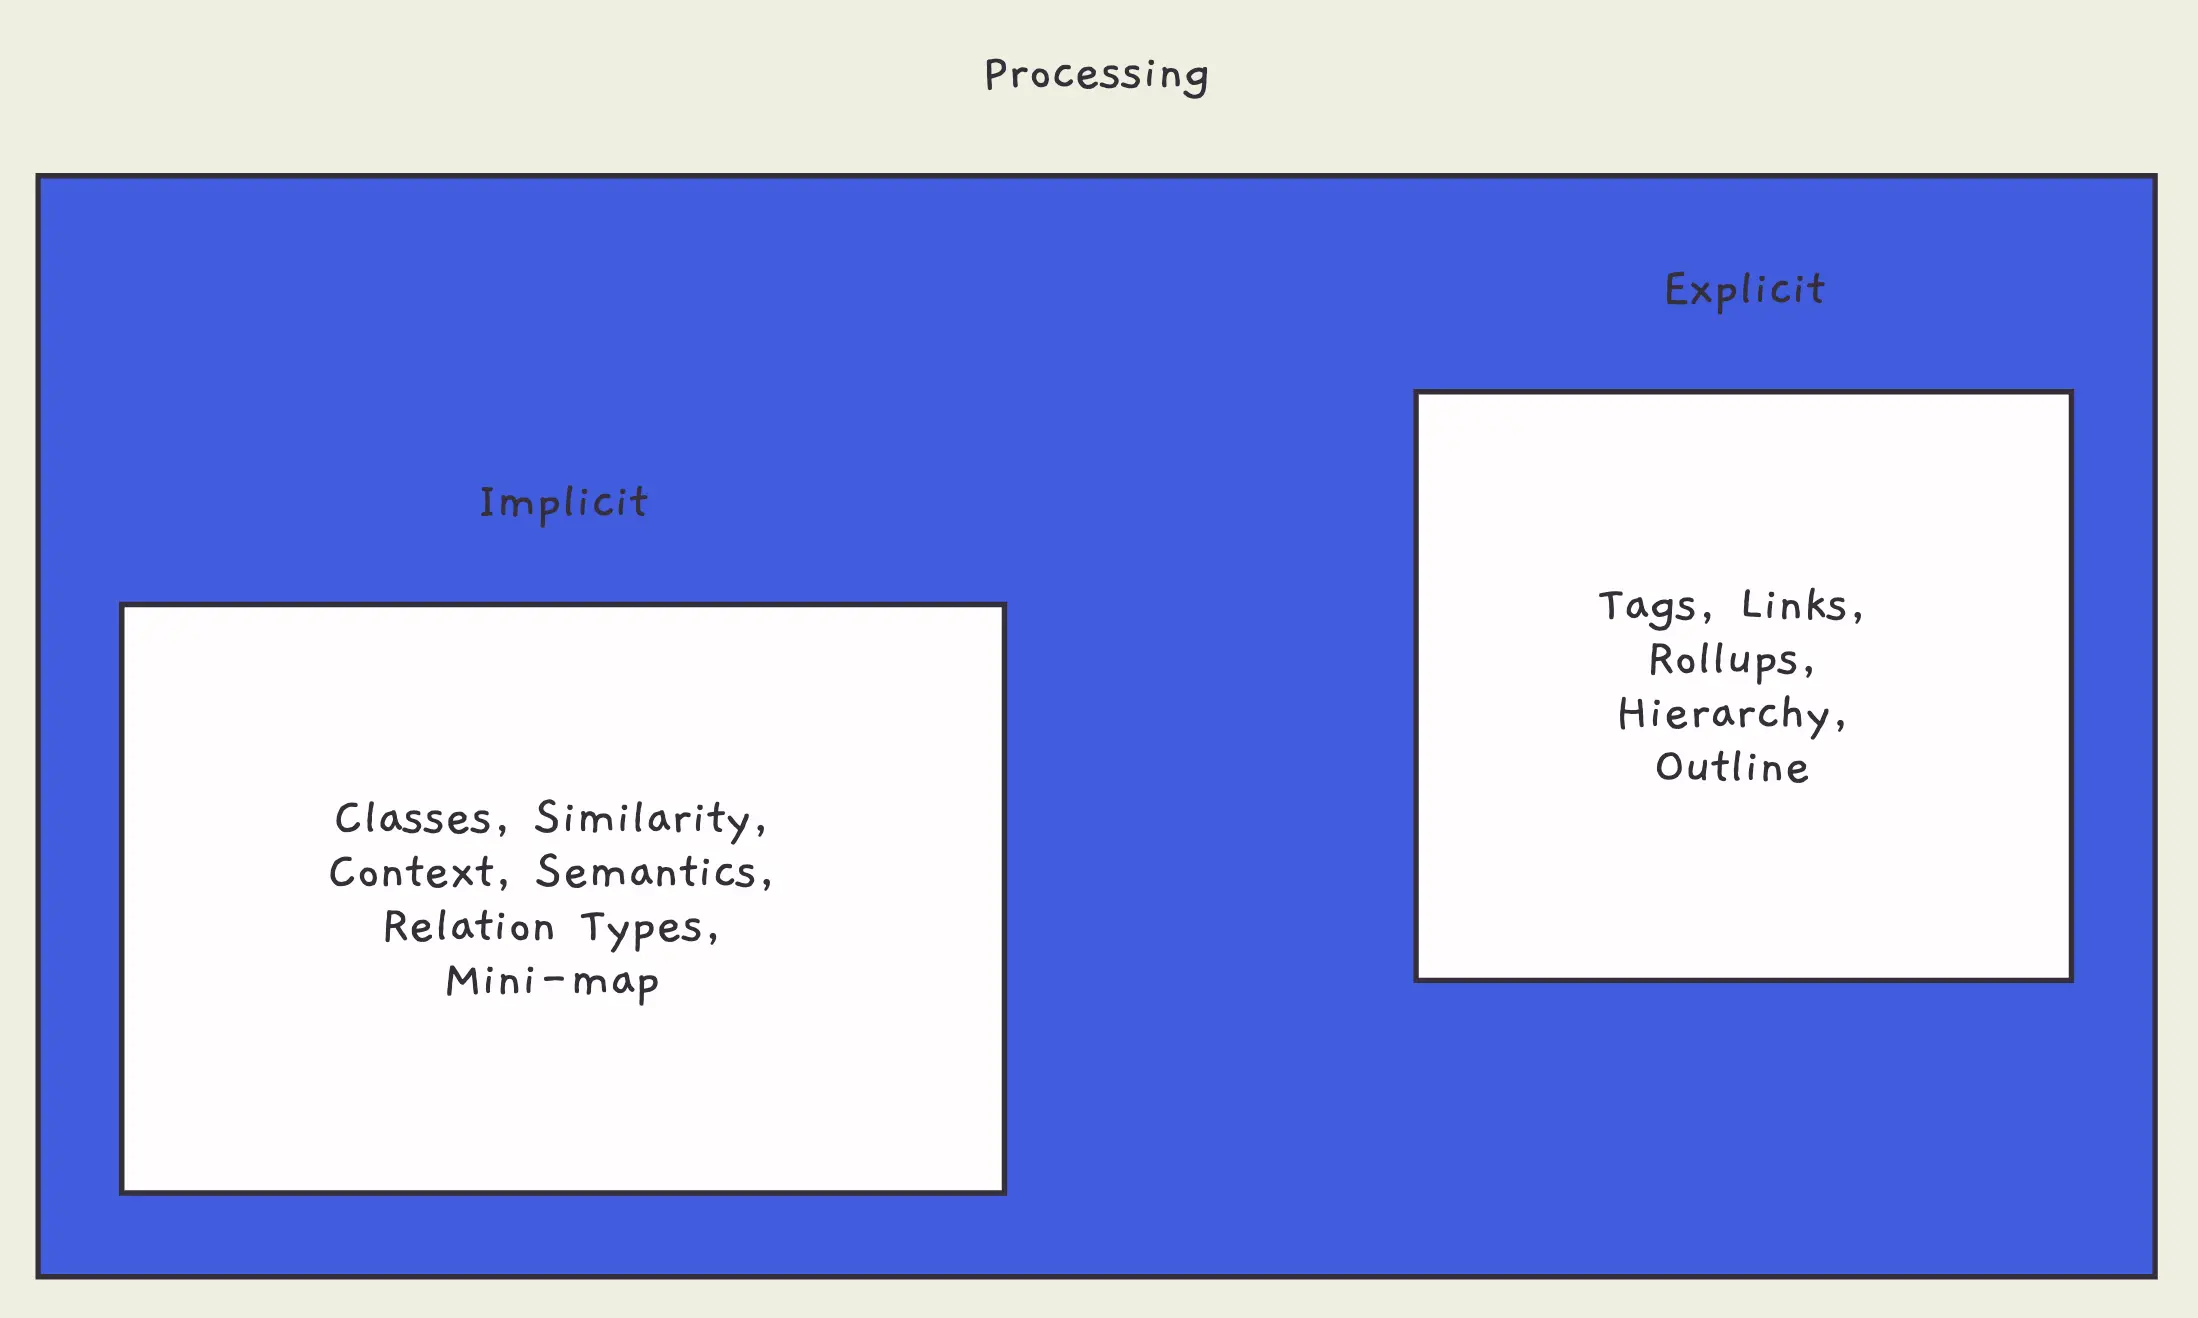 Processing
Explicit
Implicit
Tags, Links,
Rollups,
Hierarchy,
Outline
Classes, Similarity,
Context, Semantics,
Relation Types,
Mini-map